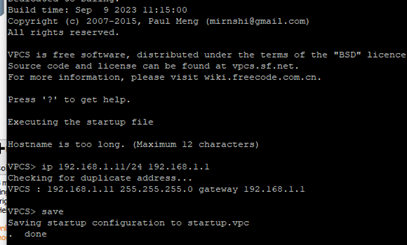 Build time: Sep  9 2023 11:15:00
Copyright (c) 2007-2015, Paul Meng (mirnshi@gmail.com)
All rights reserved.

VPCS is free software, distributed under the terms of the "BSD" licence
Source code and license can be found at vpcs.sf.net.
For more information, please visit wiki.freecode.com.cn.

Press '?' to get help.

Executing the startup file

Hostname is too long. (Maximum 12 characters)

VPCS> ip 192.168.1.11/24 192.168.1.1
Checking for duplicate address...
VPCS : 192.168.1.11 255.255.255.0 gateway 192.168.1.1

VPCS> save
Saving startup configuration to startup.vpc
.  done